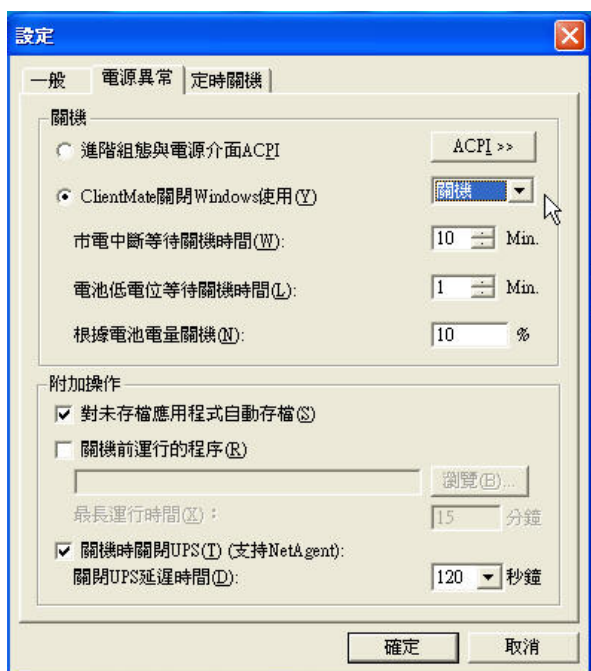 設定
一般 電源異常 定時關機
關機
進階組態與電源介面ACPI ACPI >>
ClientMate關閉Windows使用(Y) 關機
市電中斷等待關機時間(W): 10 Min.
電池低電位等待關機時間(L): 1 Min.
根據電池電量關機(N): 10 %
附加操作
對未存檔應用程式自動存檔(S)
關機前運行的程序(R)
瀏覽(E)...
最長運行時間(X)： 15 分鐘
關機時關閉UPS(T) (支持NetAgent):
關閉UPS延遲時間(D): 120 秒鐘
確定 取消